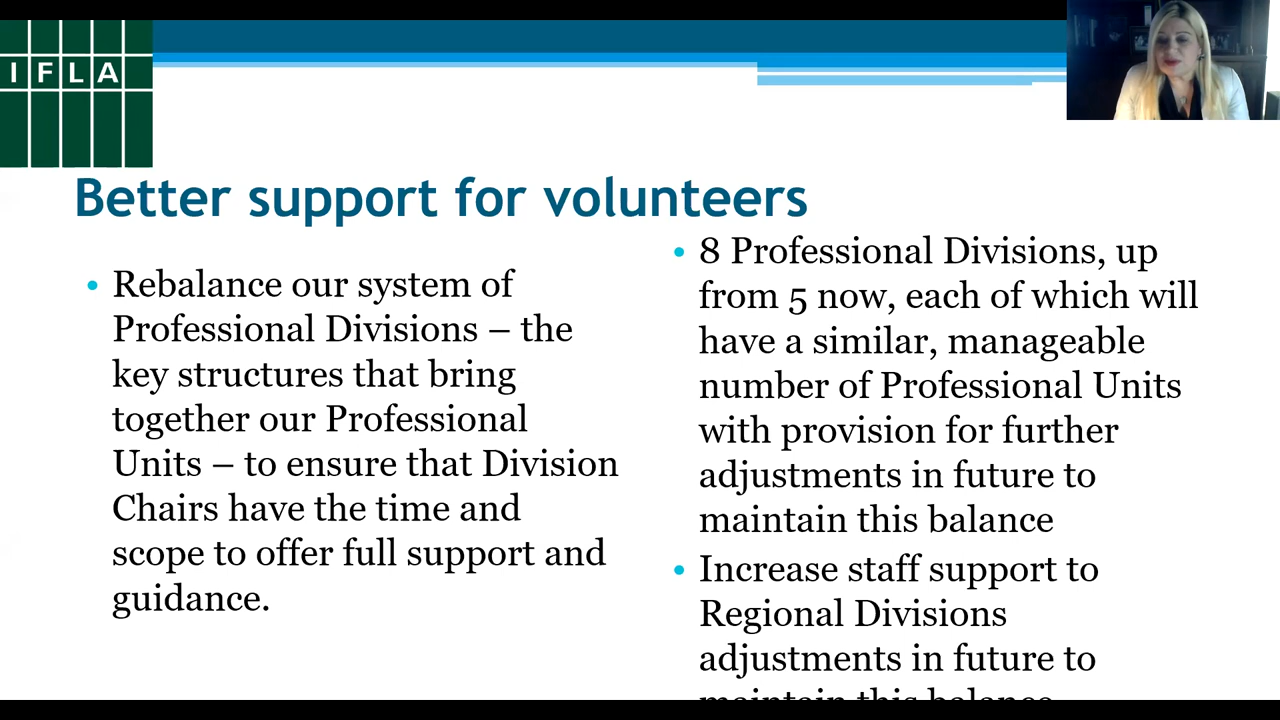 IFLA
Better support for volunteers
• Rebalance our system of
Professional Divisions – the
key structures that bring
together our Professional
Units – to ensure that Division
Chairs have the time and
scope to offer full support and
guidance.
• 8 Professional Divisions, up
from 5 now, each of which will
have a similar, manageable
number of Professional Units
with provision for further
adjustments in future to
maintain this balance
• Increase staff support to
Regional Divisions
adjustments in future to
maintain this balance